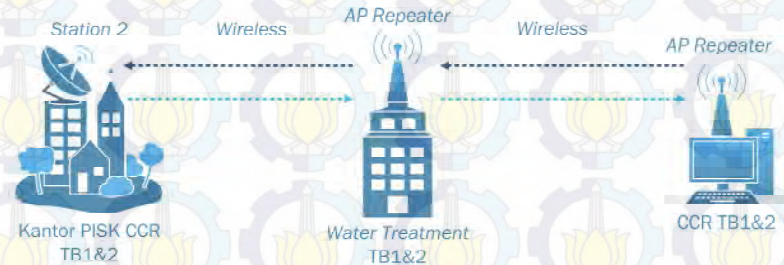 AP Repeater
Station 2
Wireless
Wireless
AP Repeater
Kantor PISK CCR
TB1&2
Water Treatment
TB1&2
CCR TB1&2